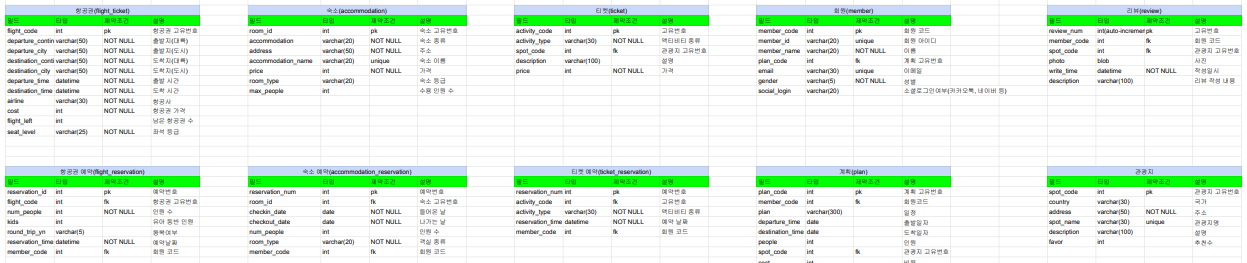 항공권(flight_ticket)
필드 타입 제약조건 설명
flight_code int pk 항공권 고유번호
departure_contin varchar(50) NOT NULL 출발지(대륙)
departure_city varchar(50) NOT NULL 출발지(도시)
destination_conti varchar(50) NOT NULL 도착지(대륙)
destination_city varchar(50) NOT NULL 도착지(도시)
departure_time datetime NOT NULL 출발 시간
destination_time datetime NOT NULL 도착 시간
airline varchar(30) NOT NULL 항공사
cost int NOT NULL 항공권 가격
flight_left int 남은 항공권 수
seat_level varchar(25) NOT NULL 좌석 등급
숙소(accommodation)
필드 타입 제약조건 설명
room_id int pk 숙소 고유번호
accommodation varchar(20) NOT NULL 숙소 종류
address varchar(50) NOT NULL 주소
accommodation_name varchar(20) unique 숙소 이름
price int NOT NULL 가격
room_type varchar(20) 숙소 등급
max_people int 수용 인원 수
티켓(ticket)
필드 타입 제약조건 설명
activity_code int pk 고유번호
activity_type varchar(30) NOT NULL 액티비티 종류
spot_code int fk 관광지 고유번호
description varchar(100) 설명
price int NOT NULL 가격
회원(member)
필드 타입 제약조건 설명
member_code int pk 회원 코드
member_id varchar(20) unique 회원 아이디
member_name varchar(20) NOT NULL 이름
plan_code int fk 계획 고유번호
email varchar(30) unique 이메일
gender varchar(5) NOT NULL 성별
social_login varchar(20) 소셜로그인여부(카카오톡, 네이버 등)
리뷰(review)
필드 타입 제약조건 설명
review_num int(auto-increment pk 고유번호
member_code int fk 회원 코드
spot_code int fk 관광지 고유번호
photo blob 사진
write_time datetime NOT NULL 작성일시
description varchar(100) 리뷰 작성 내용
항공권 예약(flight_reservation)
필드 타입 제약조건 설명
reservation_id int pk 예약번호
flight_code int fk 항공권 고유번호
num_people int NOT NULL 인원 수
kids int 유아 동반 인원
round_trip_yn varchar(5) 왕복여부
reservation_time datetime NOT NULL 예약날짜
member_code int fk 회원 코드
숙소 예약(accommodation_reservation)
필드 타입 제약조건 설명
reservation_num int pk 예약번호
room_id int fk 숙소 고유번호
checkin_date date NOT NULL 들어온 날
checkout_date date NOT NULL 나가는 날
num_people int 인원 수
room_type varchar(20) NOT NULL 객실 종류
member_code int fk 회원 코드
티켓 예약(ticket_reservation)
필드 타입 제약조건 설명
reservation_num int pk 예약번호
activity_code int fk 고유번호
activity_type varchar(30) NOT NULL 액티비티 종류
reservation_time datetime NOT NULL 예약 날짜
member_code int fk 회원 코드
계획(plan)
필드 타입 제약조건 설명
plan_code int pk 계획 고유번호
member_code int fk 회원코드
plan varchar(300) 일정
departure_time date 출발일자
destination_time date 도착일자
people int 인원
spot_code int fk 관광지 고유번호
cost int 비용
관광지
필드 타입 제약조건 설명
spot_code int pk 관광지 고유번호
country varchar(30) 국가
address varchar(50) NOT NULL 주소
spot_name varchar(30) unique 관광지명
description varchar(100) 설명
favor int 추천수